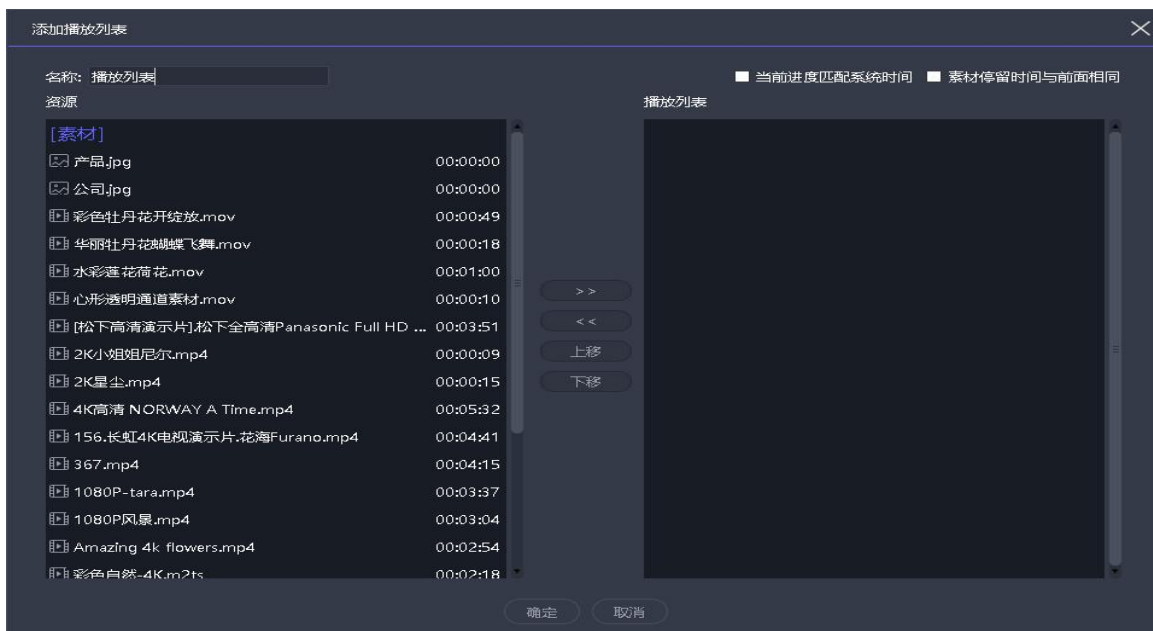 添加播放列表
名称: 播放列表
当前进度匹配系统时间 素材停留时间与前面相同
资源 播放列表
[素材]
产品.jpg 00:00:00
公司.jpg 00:00:00
彩色牡丹花开绽放.mov 00:00:49
华丽牡丹花蝴蝶飞舞.mov 00:00:18
水彩莲花荷花.mov 00:01:00
心形透明通道素材.mov 00:00:10
[松下高清演示片].松下全高清Panasonic Full HD ... 00:03:51
2K小姐姐尼尔.mp4 00:00:09
2K星尘.mp4 00:00:15
4K高清 NORWAY A Time.mp4 00:05:32
156.长虹4K电视演示片.花海Furano.mp4 00:04:41
367.mp4 00:04:15
1080P-tara.mp4 00:03:37
1080P风景.mp4 00:03:04
Amazing 4k flowers.mp4 00:02:54
彩色自然-4K.m2ts 00:02:18
>>
<<
上移
下移
确定 取消